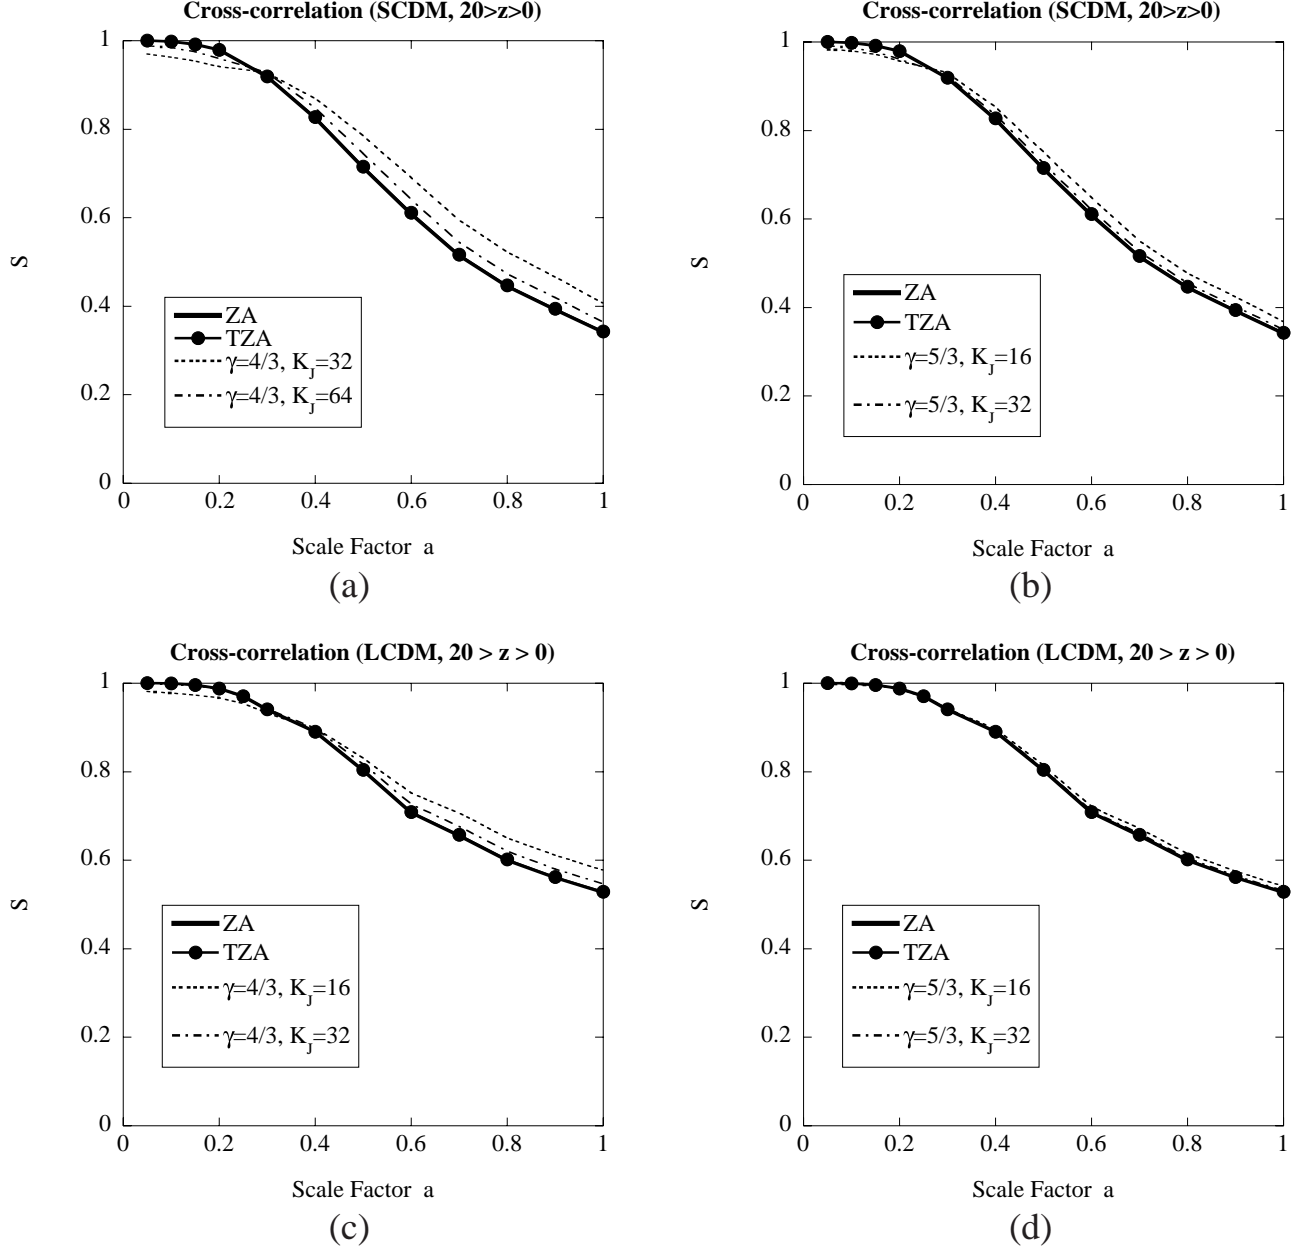 Cross-correlation (SCDM, 20>z>0)
1
0.8
0.6
0.4
0.2
0
S
ZA
TZA
γ=4/3, K_J=32
γ=4/3, K_J=64
0 0.2 0.4 0.6 0.8 1
Scale Factor a
(a)
Cross-correlation (SCDM, 20>z>0)
1
0.8
0.6
0.4
0.2
0
S
ZA
TZA
γ=5/3, K_J=16
γ=5/3, K_J=32
0 0.2 0.4 0.6 0.8 1
Scale Factor a
(b)
Cross-correlation (LCDM, 20 > z > 0)
1
0.8
0.6
0.4
0.2
0
S
ZA
TZA
γ=4/3, K_J=16
γ=4/3, K_J=32
0 0.2 0.4 0.6 0.8 1
Scale Factor a
(c)
Cross-correlation (LCDM, 20 > z > 0)
1
0.8
0.6
0.4
0.2
0
S
ZA
TZA
γ=5/3, K_J=16
γ=5/3, K_J=32
0 0.2 0.4 0.6 0.8 1
Scale Factor a
(d)